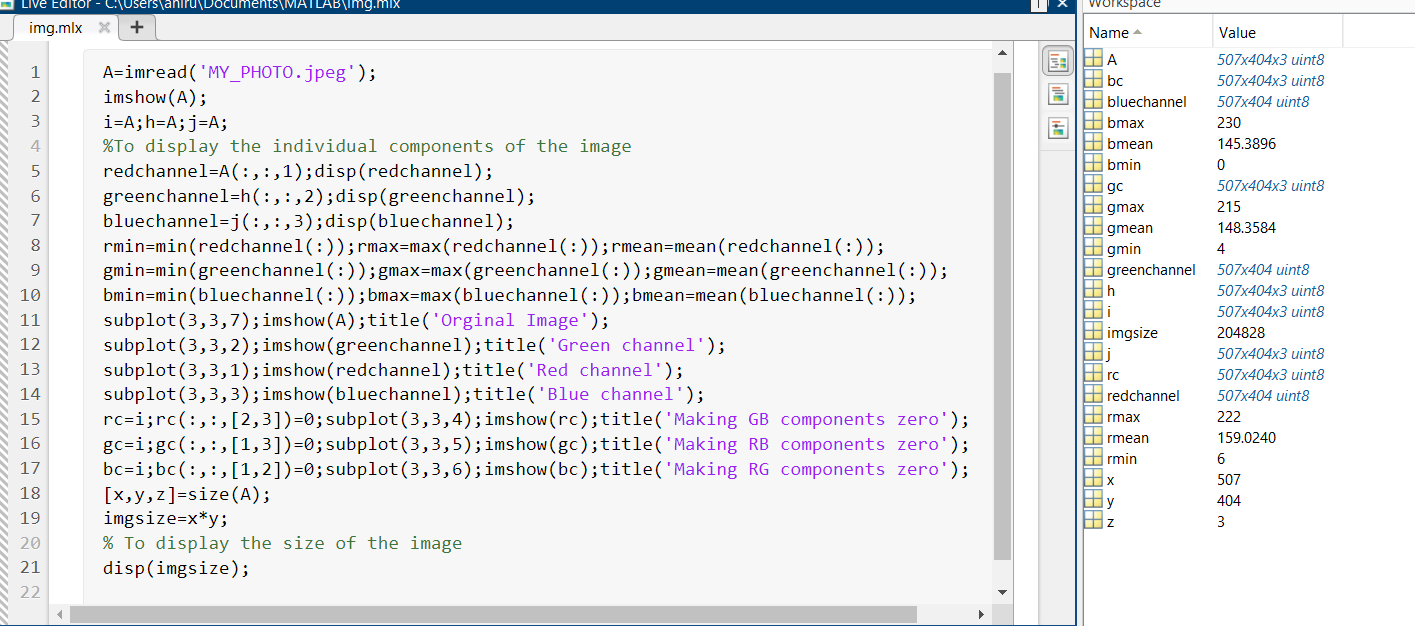 Live Editor - C:\Users\aniru\Documents\MATLAB\img.mlx
img.mlx
1 A=imread('MY_PHOTO.jpeg');
2 imshow(A);
3 i=A;h=A;j=A;
4 %To display the individual components of the image
5 redchannel=A(:,:,1);disp(redchannel);
6 greenchannel=h(:,:,2);disp(greenchannel);
7 bluechannel=j(:,:,3);disp(bluechannel);
8 rmin=min(redchannel(:));rmax=max(redchannel(:));rmean=mean(redchannel(:));
9 gmin=min(greenchannel(:));gmax=max(greenchannel(:));gmean=mean(greenchannel(:));
10 bmin=min(bluechannel(:));bmax=max(bluechannel(:));bmean=mean(bluechannel(:));
11 subplot(3,3,7);imshow(A);title('Orginal Image');
12 subplot(3,3,2);imshow(greenchannel);title('Green channel');
13 subplot(3,3,1);imshow(redchannel);title('Red channel');
14 subplot(3,3,3);imshow(bluechannel);title('Blue channel');
15 rc=i;rc(:,:,[2,3])=0;subplot(3,3,4);imshow(rc);title('Making GB components zero');
16 gc=i;gc(:,:,[1,3])=0;subplot(3,3,5);imshow(gc);title('Making RB components zero');
17 bc=i;bc(:,:,[1,2])=0;subplot(3,3,6);imshow(bc);title('Making RG components zero');
18 [x,y,z]=size(A);
19 imgsize=x*y;
20 % To display the size of the image
21 disp(imgsize);
22
Workspace
Name Value
A 507x404x3 uint8
bc 507x404x3 uint8
bluechannel 507x404 uint8
bmax 230
bmean 145.3896
bmin 0
gc 507x404x3 uint8
gmax 215
gmean 148.3584
gmin 4
greenchannel 507x404 uint8
h 507x404x3 uint8
i 507x404x3 uint8
imgsize 204828
j 507x404x3 uint8
rc 507x404x3 uint8
redchannel 507x404 uint8
rmax 222
rmean 159.0240
rmin 6
x 507
y 404
z 3